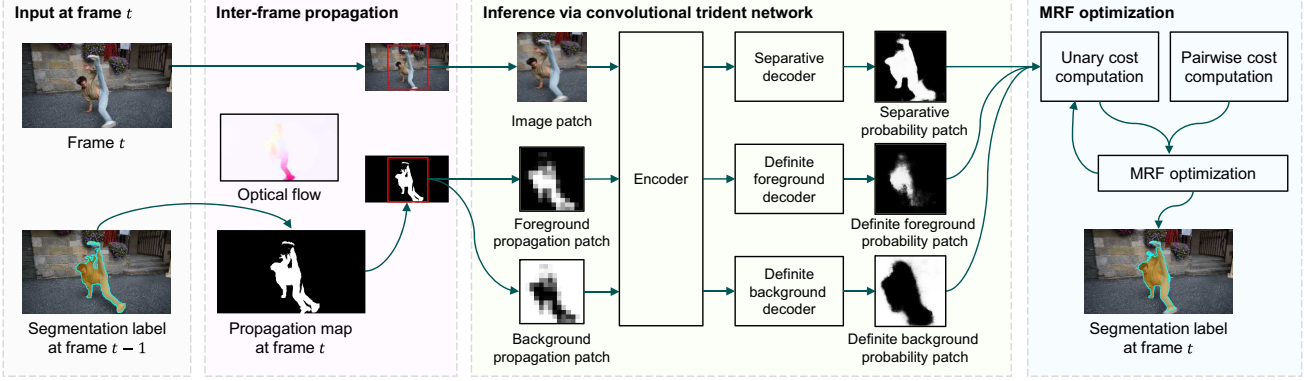 Input at frame t
Inter-frame propagation
Inference via convolutional trident network
MRF optimization
Frame t
Optical flow
Segmentation label
at frame t − 1
Propagation map
at frame t
Image patch
Foreground
propagation patch
Background
propagation patch
Encoder
Separative
decoder
Definite
foreground
decoder
Definite
background
decoder
Separative
probability patch
Definite foreground
probability patch
Definite background
probability patch
Unary cost
computation
Pairwise cost
computation
MRF optimization
Segmentation label
at frame t